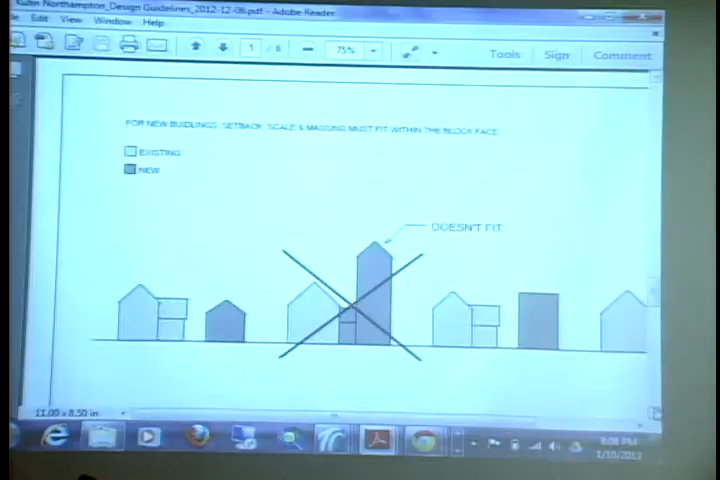 Kuhn Northampton_Design Guidelines_2012-12-06.pdf - Adobe Reader
Edit View Window Help
/ 6 75% Tools Sign Comment
FOR NEW BUIDLINGS, SETBACK, SCALE & MASSING MUST FIT WITHIN THE BLOCK FACE
EXISTING
NEW
DOESN'T FIT
11.00 x 8.50 in
1/10/2013